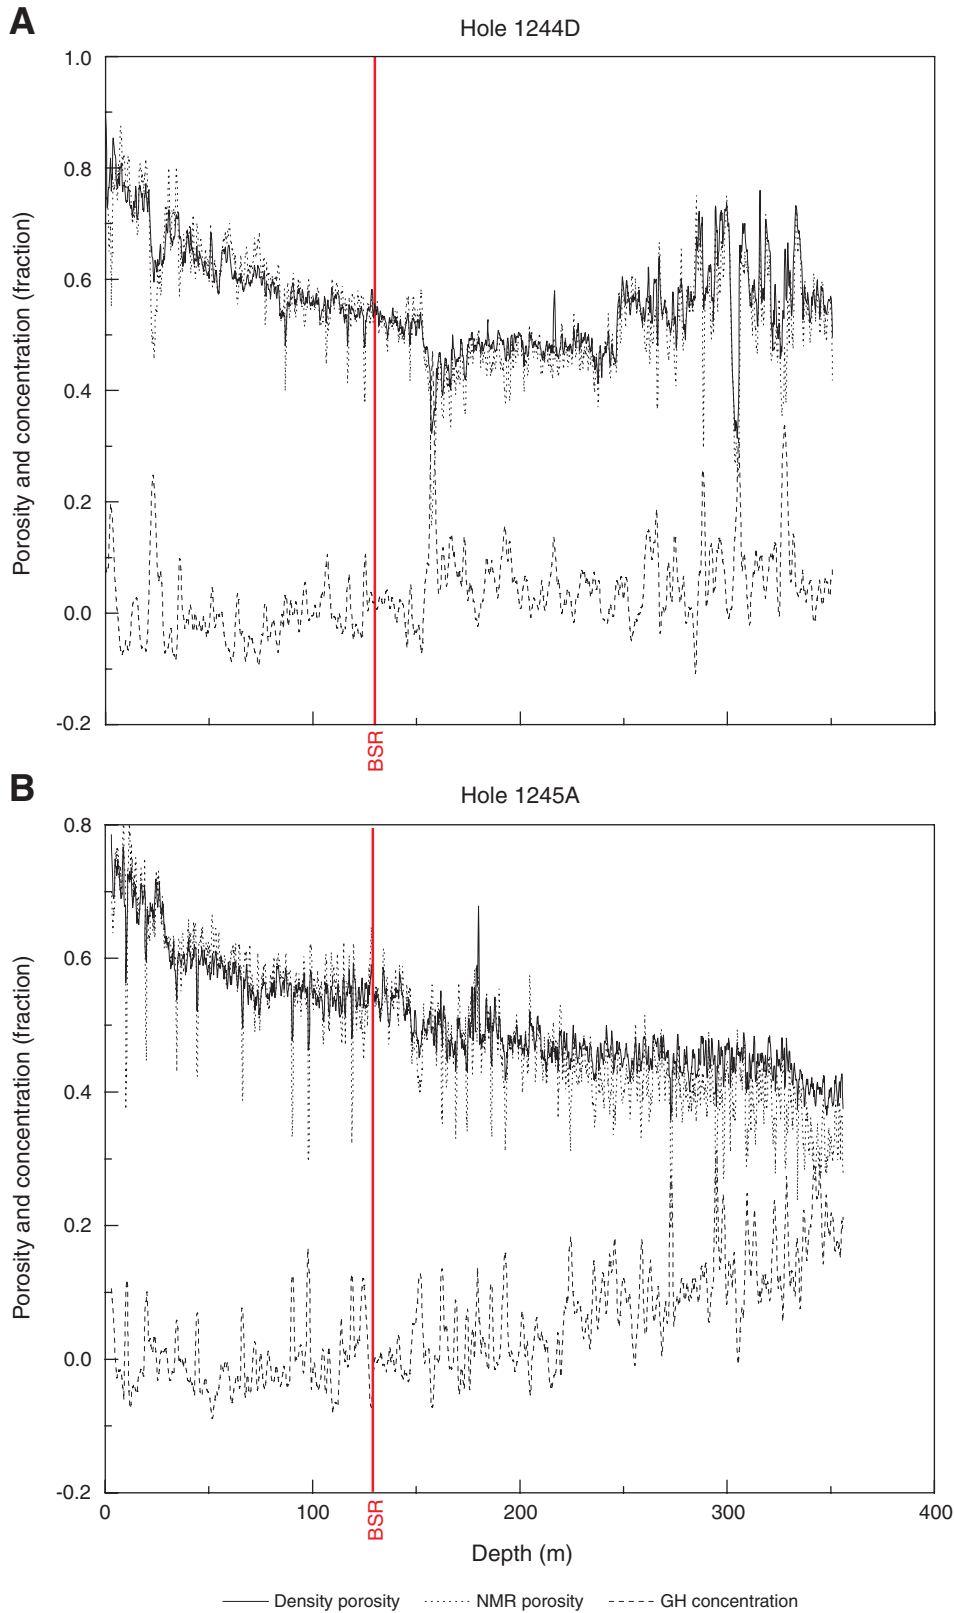 A
Hole 1244D
Porosity and concentration (fraction)
1.0
0.8
0.6
0.4
0.2
0.0
-0.2
BSR
B
Hole 1245A
Porosity and concentration (fraction)
0.8
0.6
0.4
0.2
0.0
-0.2
0 100 200 300 400
BSR
Depth (m)
Density porosity NMR porosity GH concentration